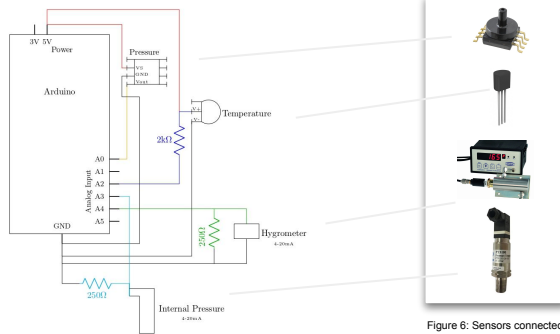 3V 5V
Power
Arduino
Pressure
VS
GND
Vout
V+
V-
Temperature
2kΩ
Analog Input
A0
A1
A2
A3
A4
A5
GND
250Ω
Hygrometer
4-20mA
250Ω
Internal Pressure
4-20mA
Figure 6: Sensors connected